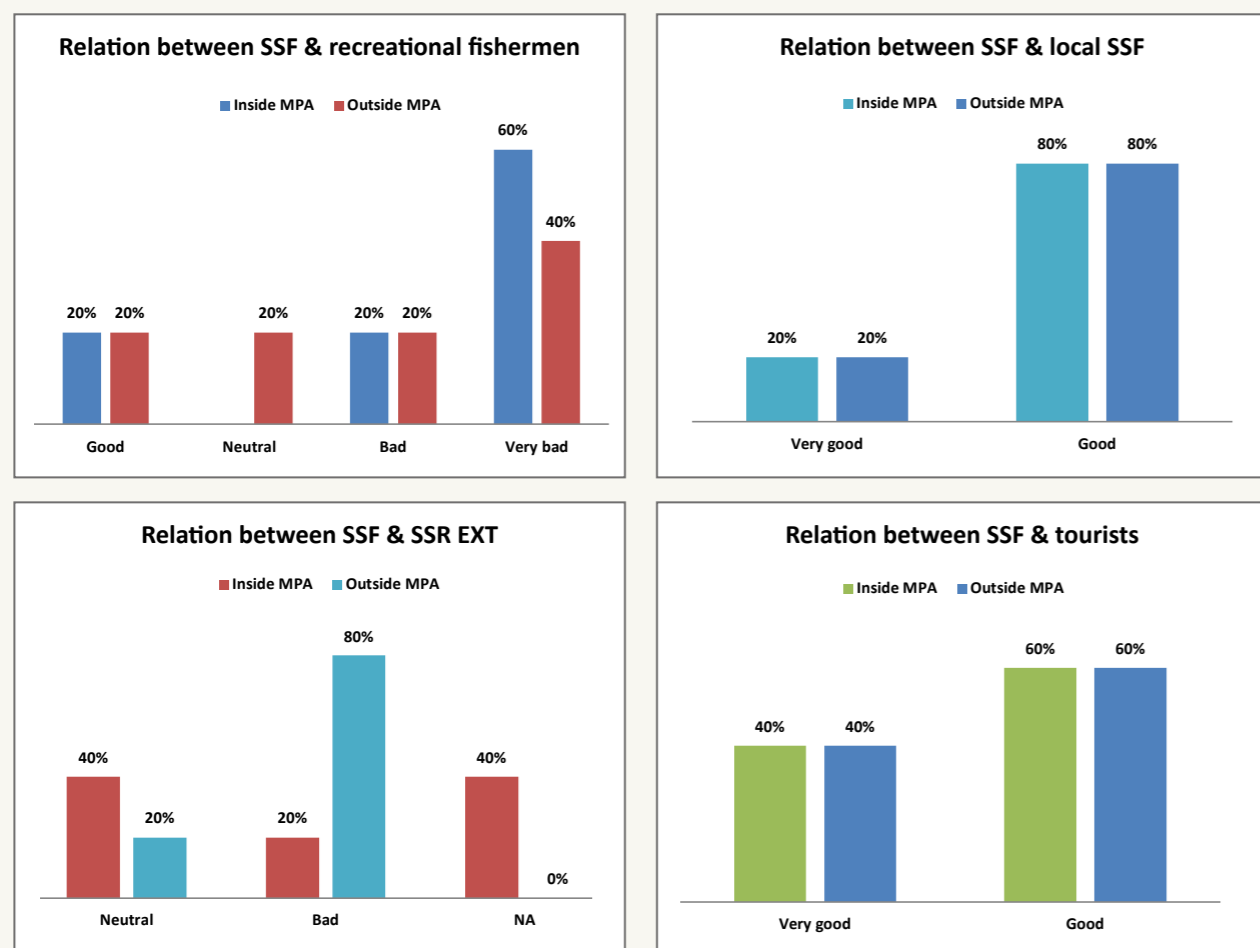 Relation between SSF & recreational fishermen
Inside MPA Outside MPA
60%
40%
20% 20% 20% 20% 20%
Good Neutral Bad Very bad
Relation between SSF & local SSF
Inside MPA Outside MPA
80% 80%
20% 20%
Very good Good
Relation between SSF & SSR EXT
Inside MPA Outside MPA
80%
40% 40%
20% 20%
0%
Neutral Bad NA
Relation between SSF & tourists
Inside MPA Outside MPA
60% 60%
40% 40%
Very good Good